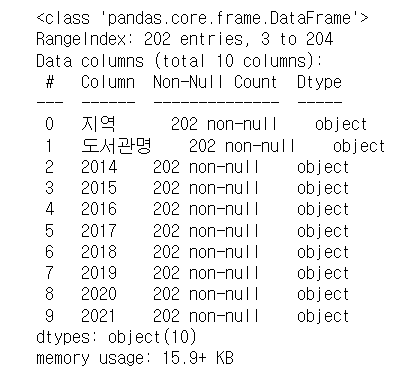 <class 'pandas.core.frame.DataFrame'>
RangeIndex: 202 entries, 3 to 204
Data columns (total 10 columns):
 #   Column  Non-Null Count  Dtype
---  ------  --------------  -----
 0   지역      202 non-null    object
 1   도서관명    202 non-null    object
 2   2014    202 non-null    object
 3   2015    202 non-null    object
 4   2016    202 non-null    object
 5   2017    202 non-null    object
 6   2018    202 non-null    object
 7   2019    202 non-null    object
 8   2020    202 non-null    object
 9   2021    202 non-null    object
dtypes: object(10)
memory usage: 15.9+ KB